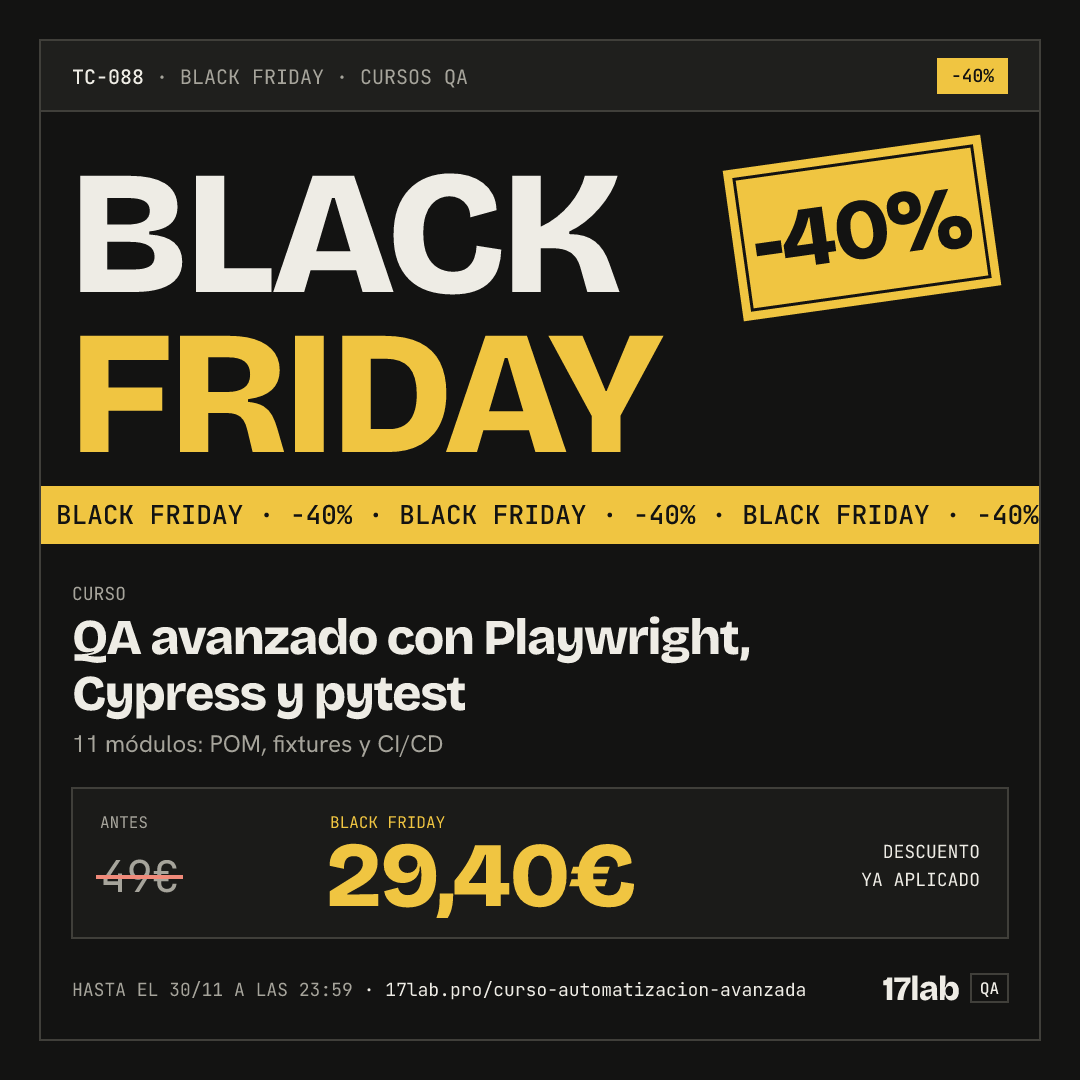 TC-088 · BLACK FRIDAY · CURSOS QA
-40%
BLACK
-40%
FRIDAY
BLACK FRIDAY · -40% · BLACK FRIDAY · -40% · BLACK FRIDAY · -40%
CURSO
QA avanzado con Playwright,
Cypress y pytest
11 módulos: POM, fixtures y CI/CD
ANTES
49€
BLACK FRIDAY
29,40€
DESCUENTO
YA APLICADO
HASTA EL 30/11 A LAS 23:59 · 17lab.pro/curso-automatizacion-avanzada
17lab QA